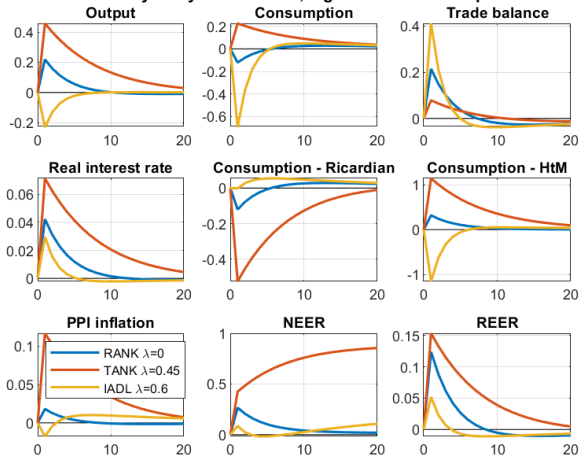 Output
Consumption
Trade balance
0.4
0.2
0
-0.2
0 10 20
0.2
0
-0.2
-0.4
-0.6
0 10 20
0.4
0.2
0
0 10 20
Real interest rate
Consumption - Ricardian
Consumption - HtM
0.06
0.04
0.02
0
0 10 20
0
-0.2
-0.4
0 10 20
1
0
-1
0 10 20
PPI inflation
NEER
REER
0.1
0.05
0
0 10 20
RANK λ=0
TANK λ=0.45
IADL λ=0.6
1
0.5
0
0 10 20
0.15
0.1
0.05
0
0 10 20